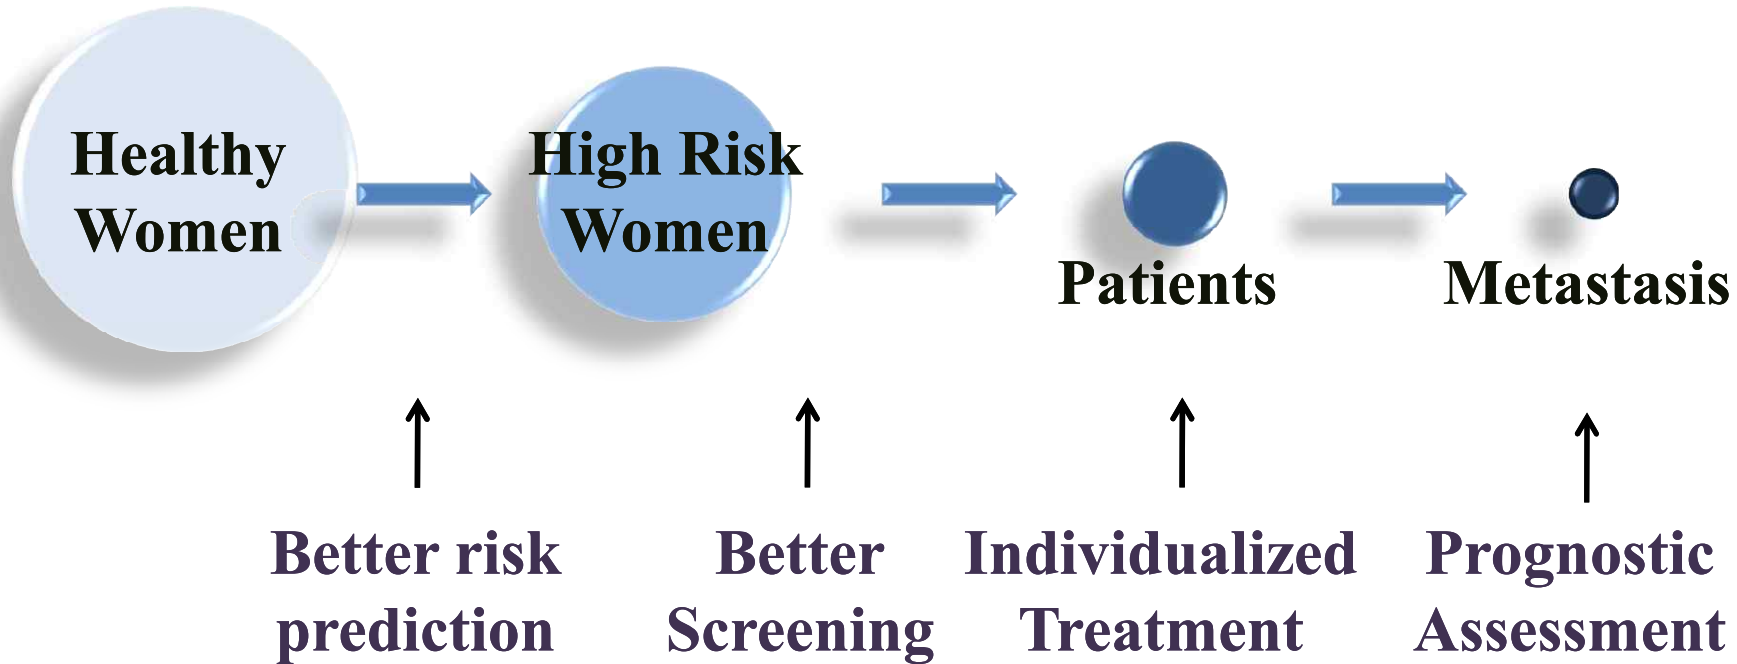 Healthy
Women
High Risk
Women
Patients
Metastasis
Better risk
prediction
Better
Screening
Individualized
Treatment
Prognostic
Assessment